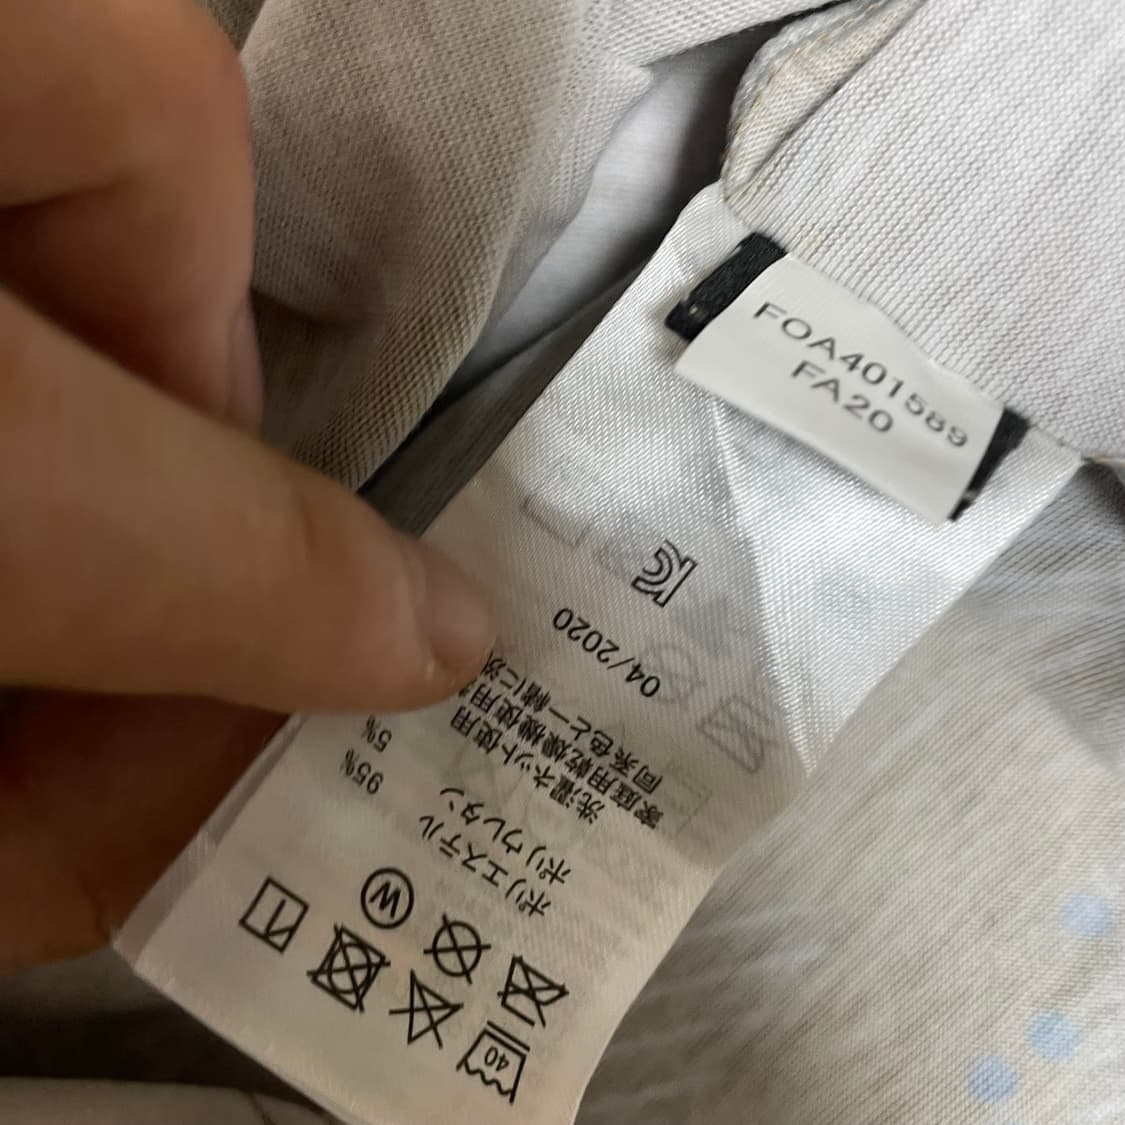 FOA401589
FA20
40
W
ポリエステル 95%
ポリウレタン 5%
洗濯ネット使用
家庭用乾燥機使用
同系色と一緒に
04/2020